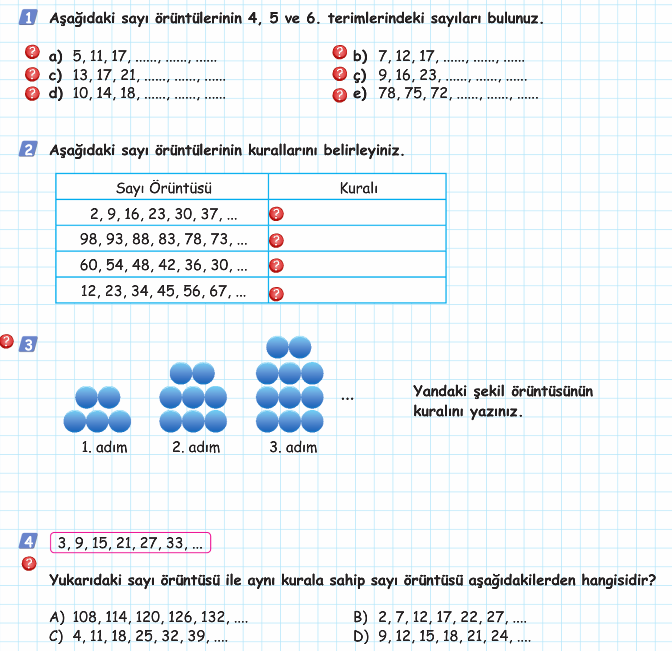 1 Aşağıdaki sayı örüntülerinin 4, 5 ve 6. terimlerindeki sayıları bulunuz.
? a) 5, 11, 17, ......, ......, ...... ? b) 7, 12, 17, ......, ......, ......
? c) 13, 17, 21, ......, ......, ...... ? ç) 9, 16, 23, ......, ......, ......
? d) 10, 14, 18, ......, ......, ...... ? e) 78, 75, 72, ......, ......, ......
2 Aşağıdaki sayı örüntülerinin kurallarını belirleyiniz.
Sayı Örüntüsü Kuralı
2, 9, 16, 23, 30, 37, ... ?
98, 93, 88, 83, 78, 73, ... ?
60, 54, 48, 42, 36, 30, ... ?
12, 23, 34, 45, 56, 67, ... ?
? 3
...
Yandaki şekil örüntüsünün
kuralını yazınız.
1. adım 2. adım 3. adım
4 3, 9, 15, 21, 27, 33, ...
?
Yukarıdaki sayı örüntüsü ile aynı kurala sahip sayı örüntüsü aşağıdakilerden hangisidir?
A) 108, 114, 120, 126, 132, .... B) 2, 7, 12, 17, 22, 27, ....
C) 4, 11, 18, 25, 32, 39, .... D) 9, 12, 15, 18, 21, 24, ....